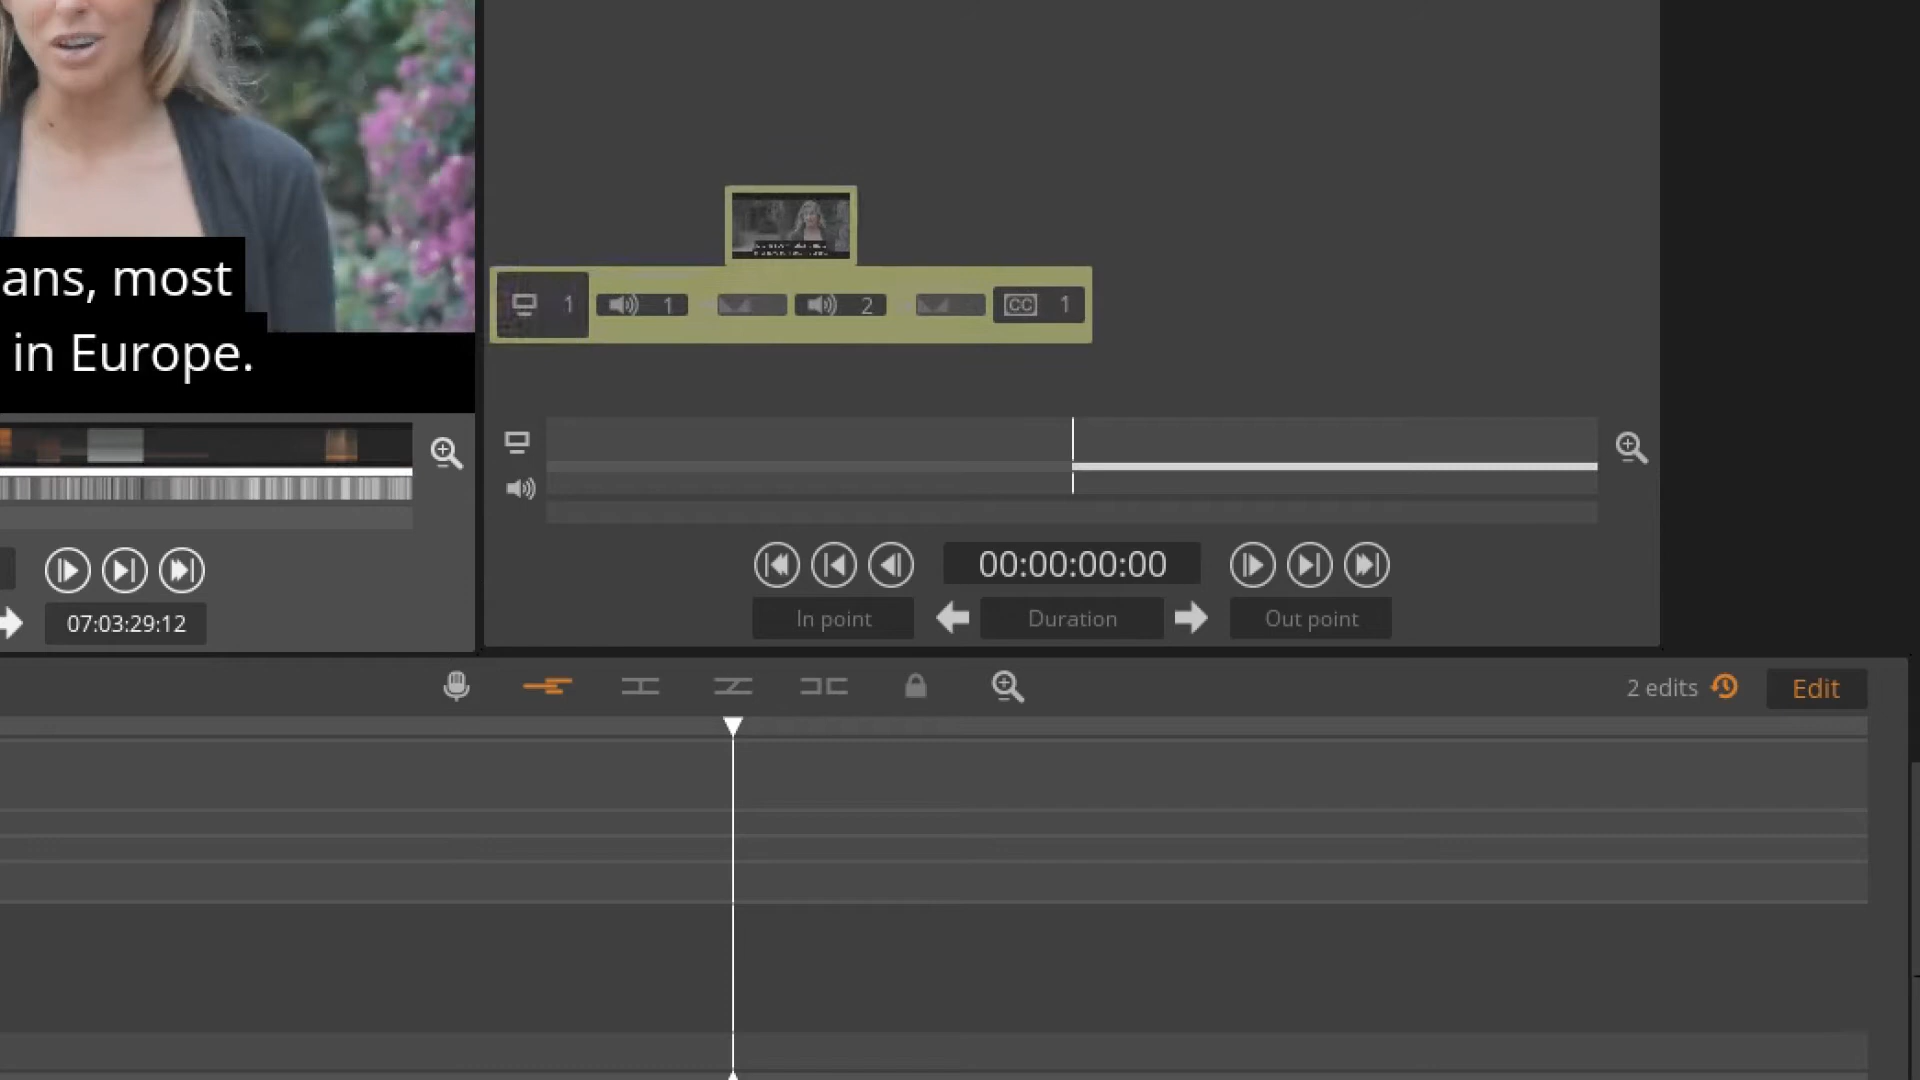 ans, most
in Europe.
1
1
2
CC 1
00:00:00:00
In point
Duration
Out point
07:03:29:12
2 edits
Edit